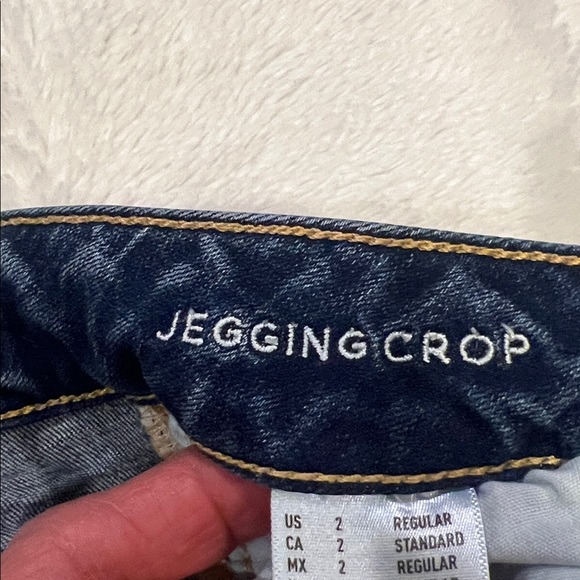 JEGGING CROP
US 2 REGULAR
CA 2 STANDARD
MX 2 REGULAR